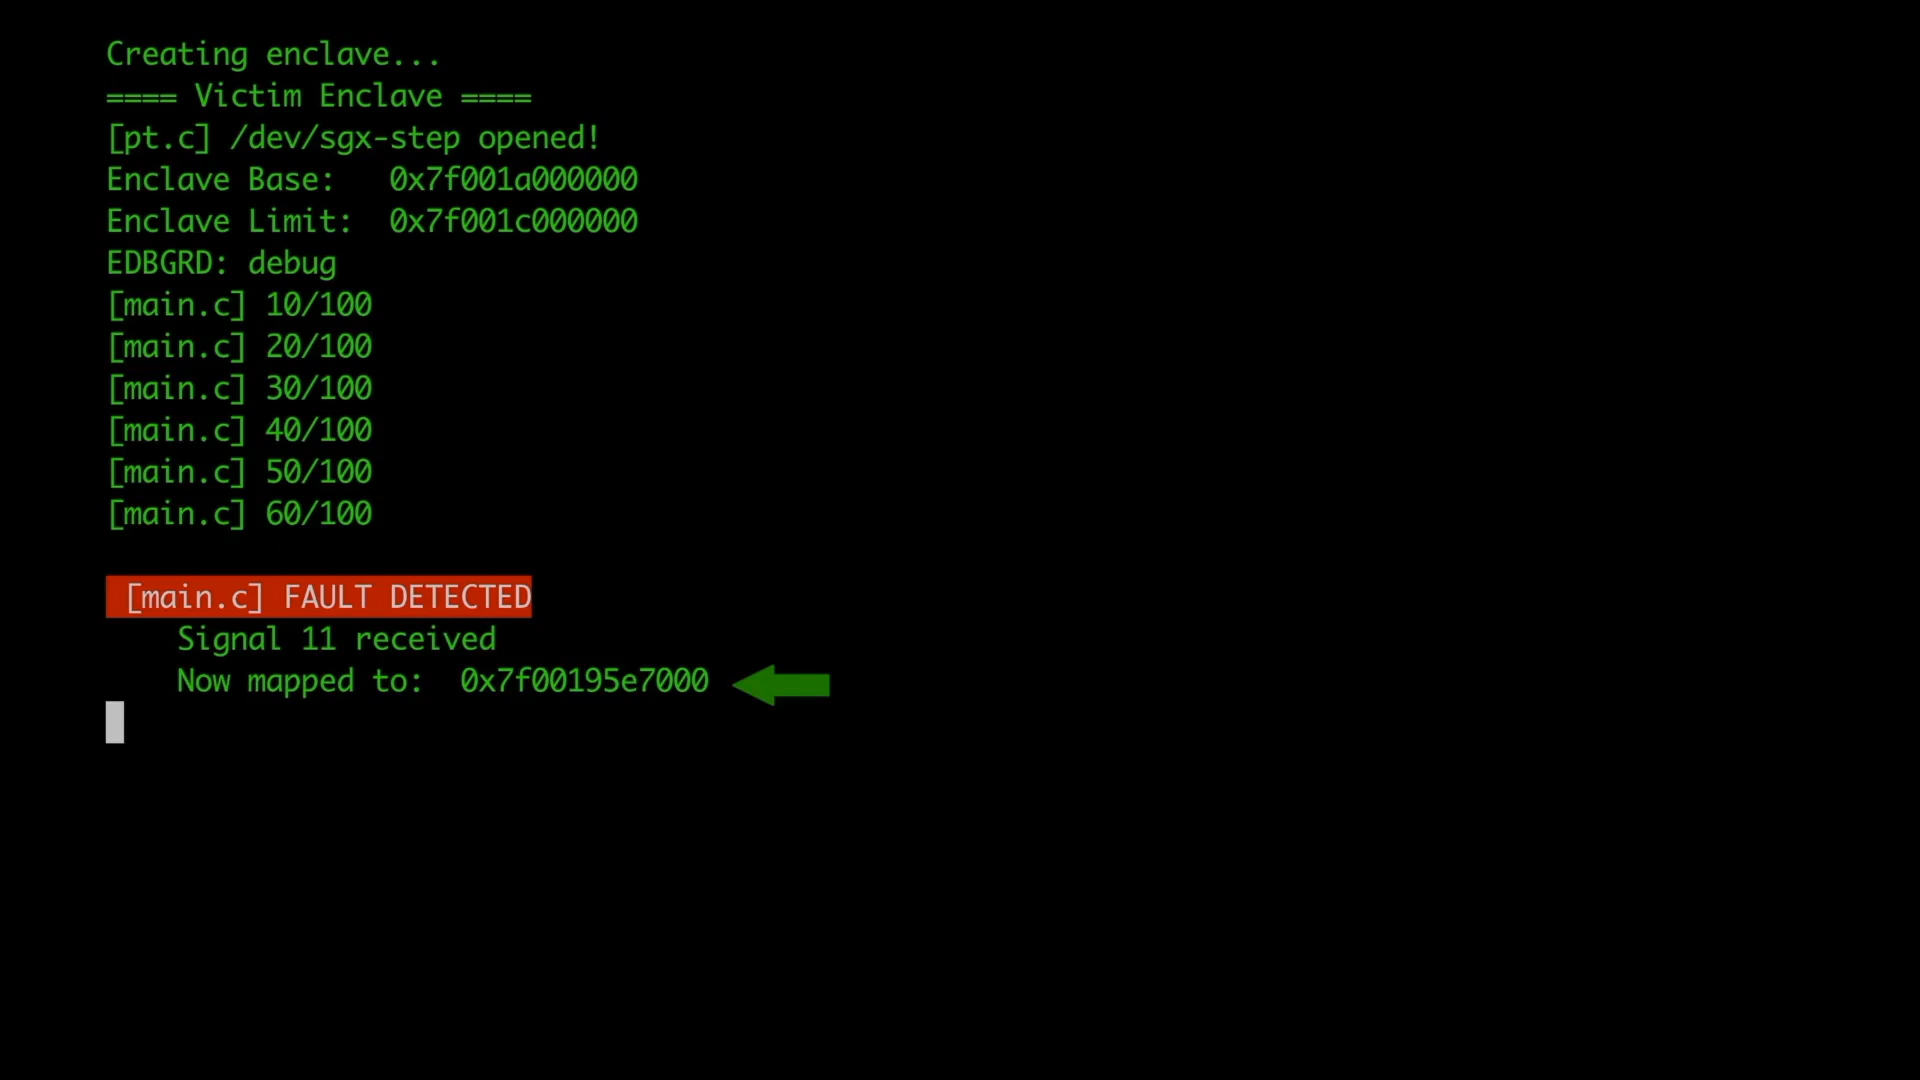 Creating enclave...
==== Victim Enclave ====
[pt.c] /dev/sgx-step opened!
Enclave Base:   0x7f001a000000
Enclave Limit:  0x7f001c000000
EDBGRD: debug
[main.c] 10/100
[main.c] 20/100
[main.c] 30/100
[main.c] 40/100
[main.c] 50/100
[main.c] 60/100
[main.c] FAULT DETECTED
Signal 11 received
Now mapped to:  0x7f00195e7000